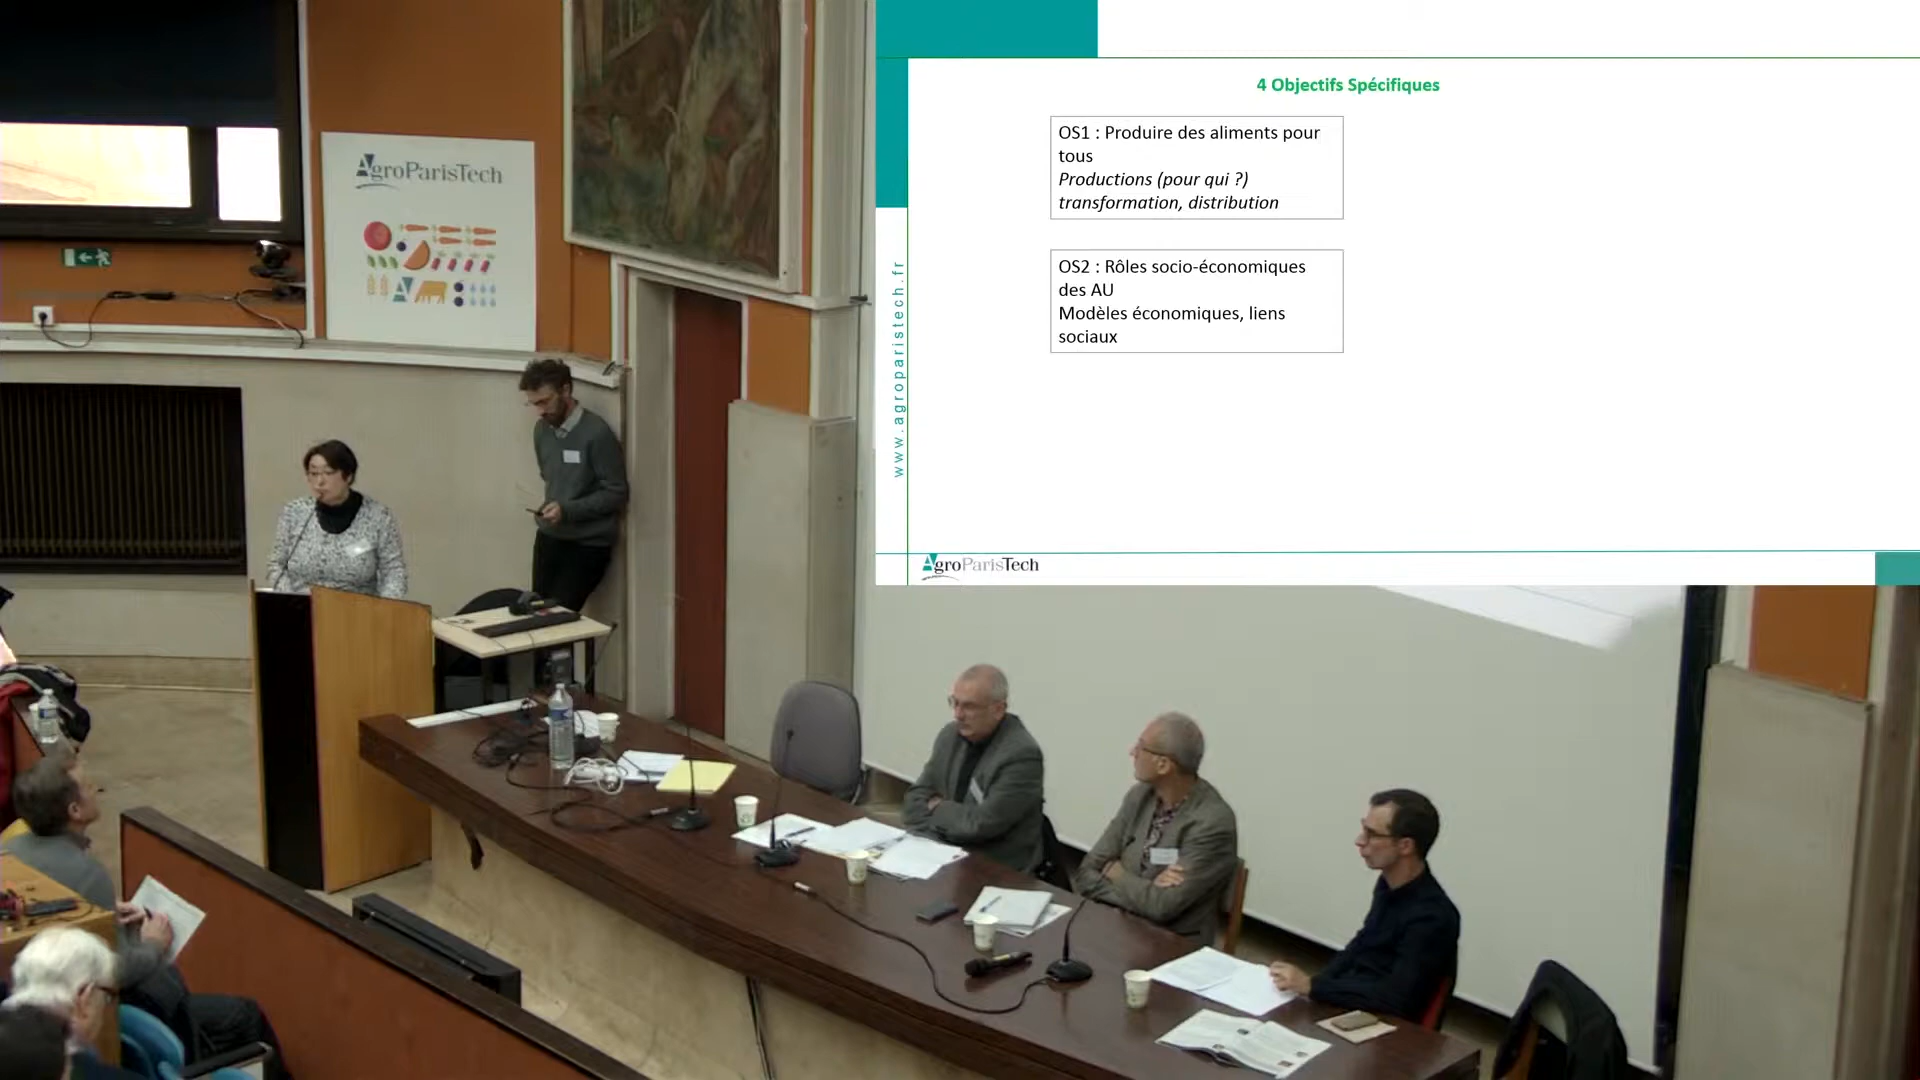 AgroParisTech
4 Objectifs Spécifiques
OS1 : Produire des aliments pour
tous
Productions (pour qui ?)
transformation, distribution
OS2 : Rôles socio-économiques
des AU
Modèles économiques, liens
sociaux
www.agroparistech.fr
AgroParisTech